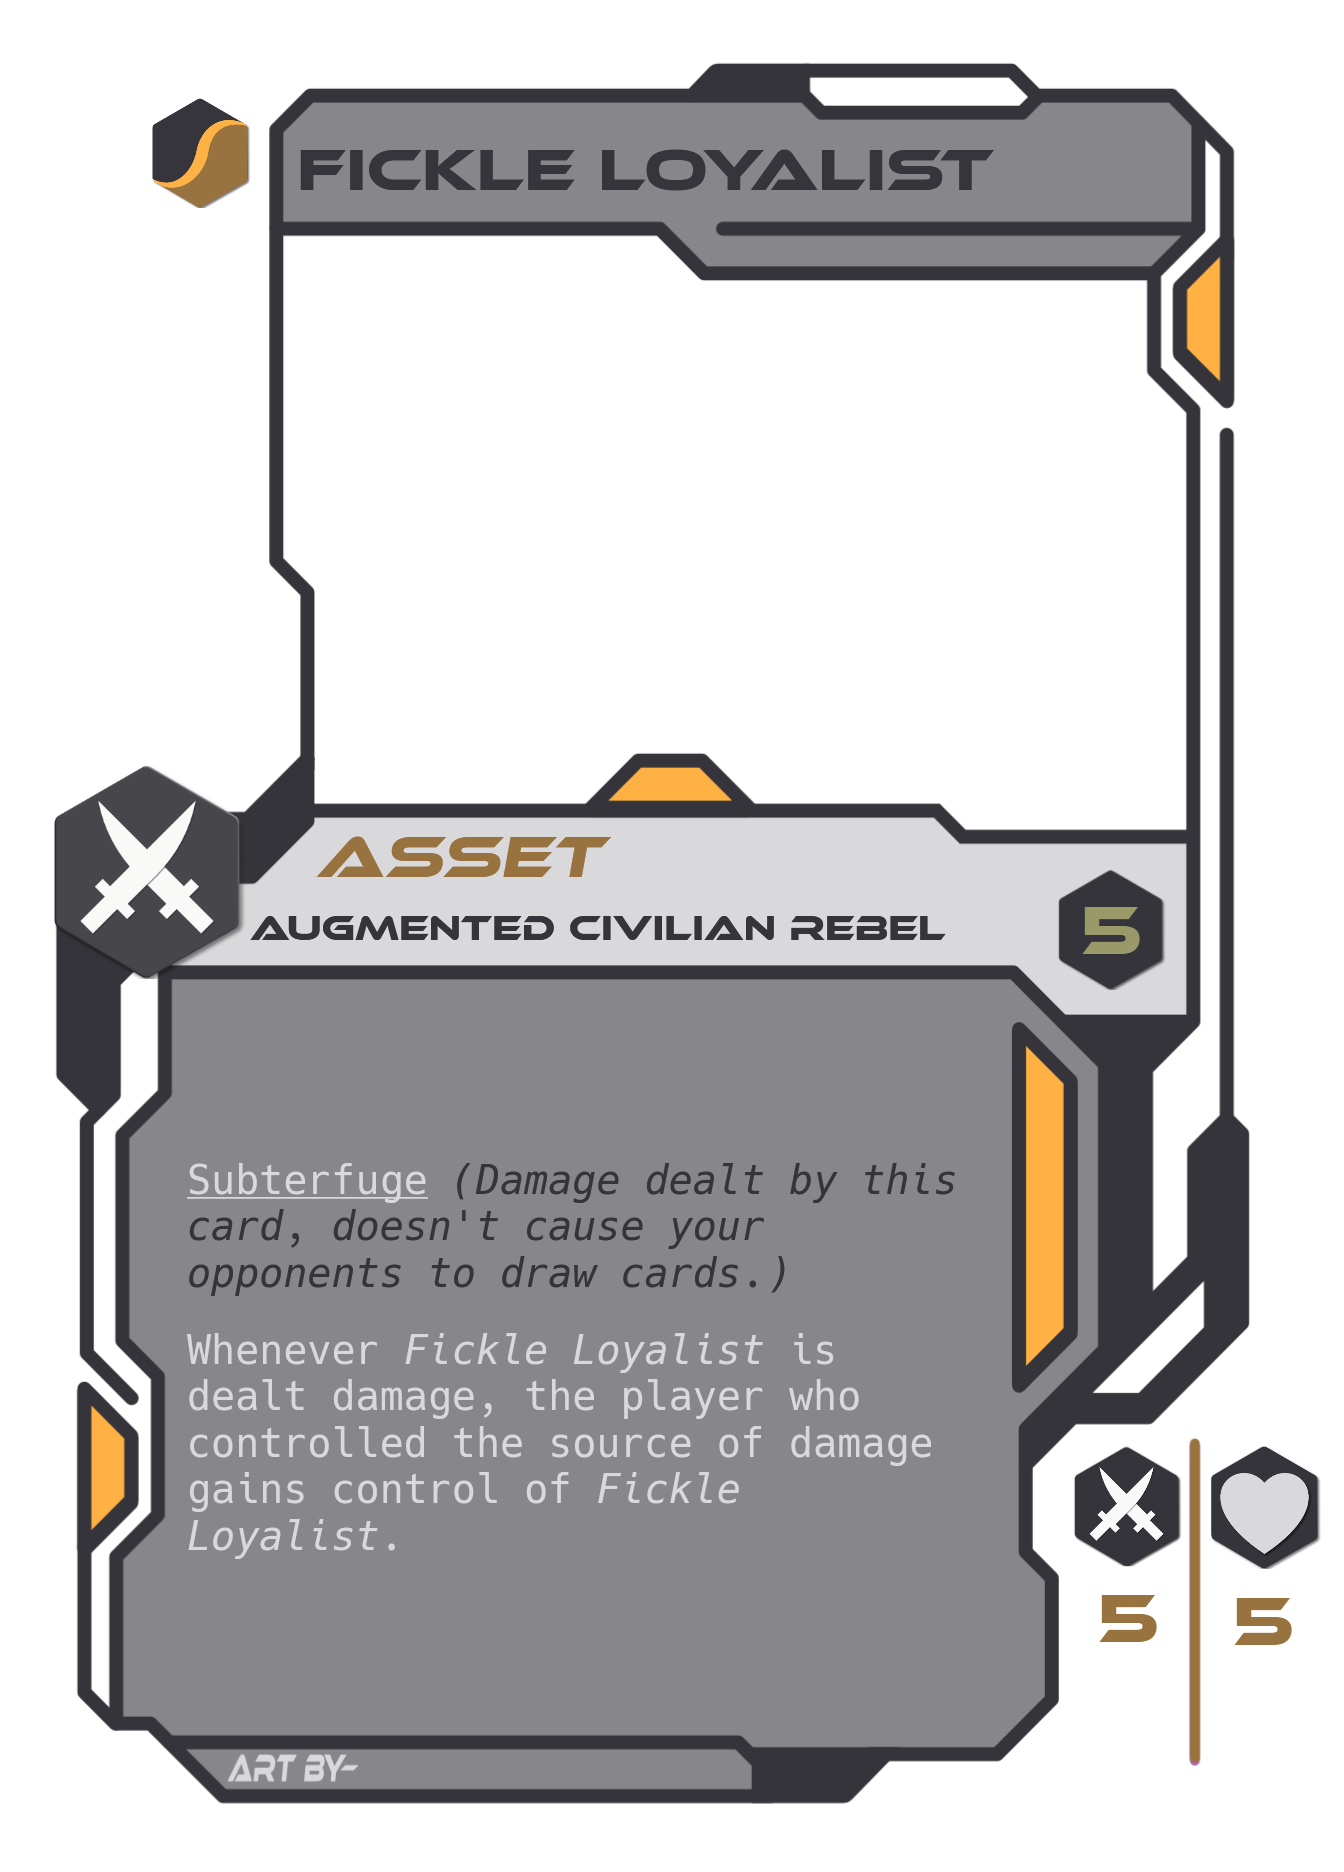 FICKLE LOYALIST
ASSET
AUGMENTED CIVILIAN REBEL
5
Subterfuge (Damage dealt by this
card, doesn't cause your
opponents to draw cards.)
Whenever Fickle Loyalist is
dealt damage, the player who
controlled the source of damage
gains control of Fickle
Loyalist.
5 5
ART BY-